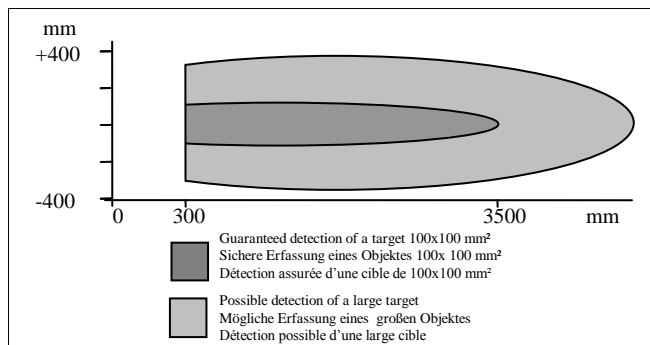 mm
+400
-400
0 300 3500 mm
Guaranteed detection of a target 100x100 mm²
Sichere Erfassung eines Objektes 100x 100 mm²
Détection assurée d’une cible de 100x100 mm²
Possible detection of a large target
Mögliche Erfassung eines großen Objektes
Détection possible d’une large cible